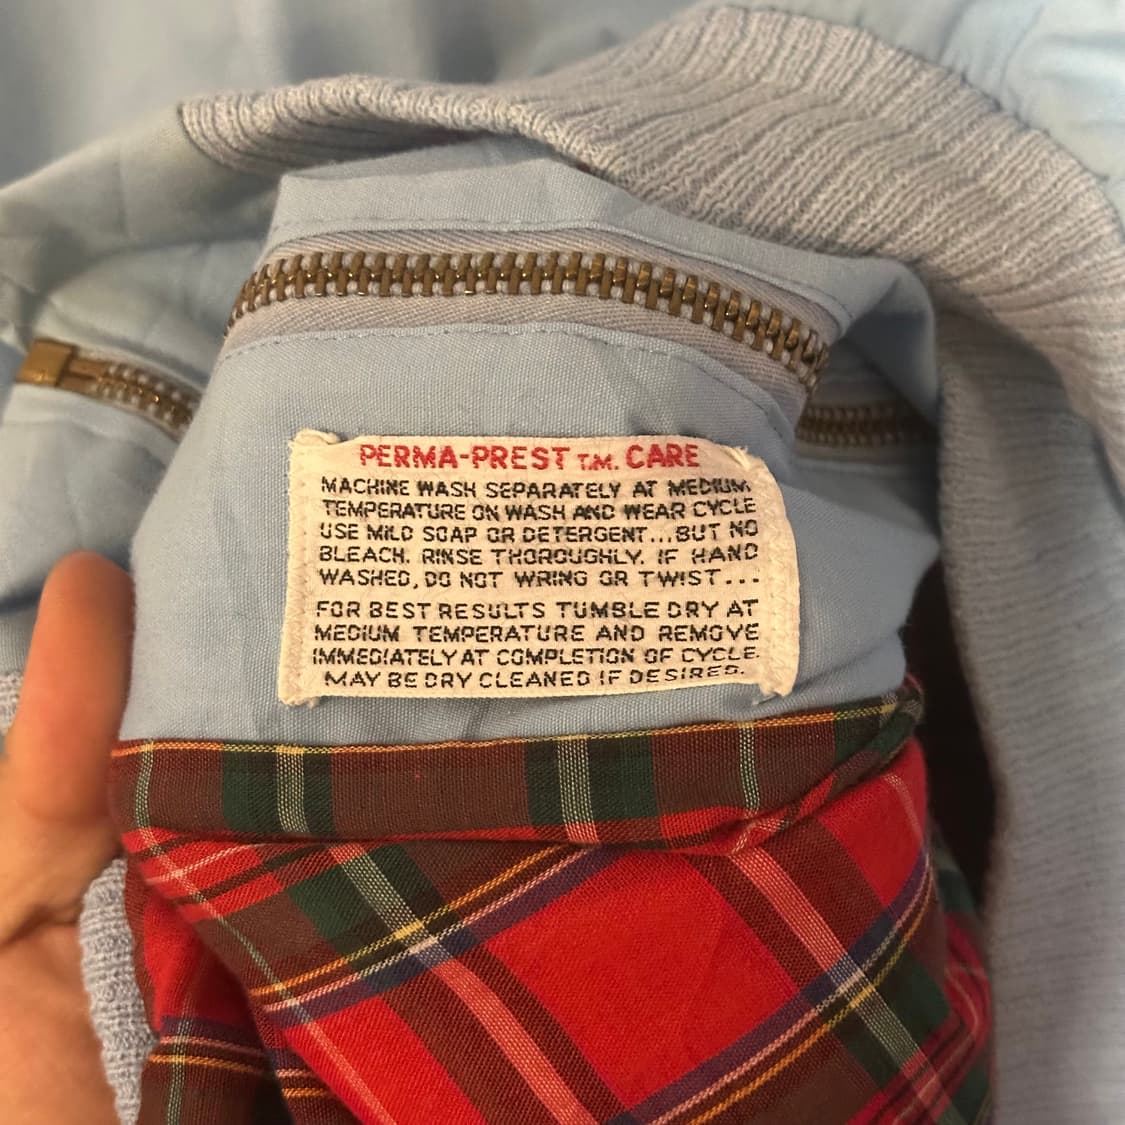 PERMA-PREST T.M. CARE
MACHINE WASH SEPARATELY AT MEDIUM
TEMPERATURE ON WASH AND WEAR CYCLE
USE MILD SOAP OR DETERGENT...BUT NO
BLEACH. RINSE THOROUGHLY. IF HAND
WASHED, DO NOT WRING OR TWIST...
FOR BEST RESULTS TUMBLE DRY AT
MEDIUM TEMPERATURE AND REMOVE
IMMEDIATELY AT COMPLETION OF CYCLE.
MAY BE DRY CLEANED IF DESIRED.